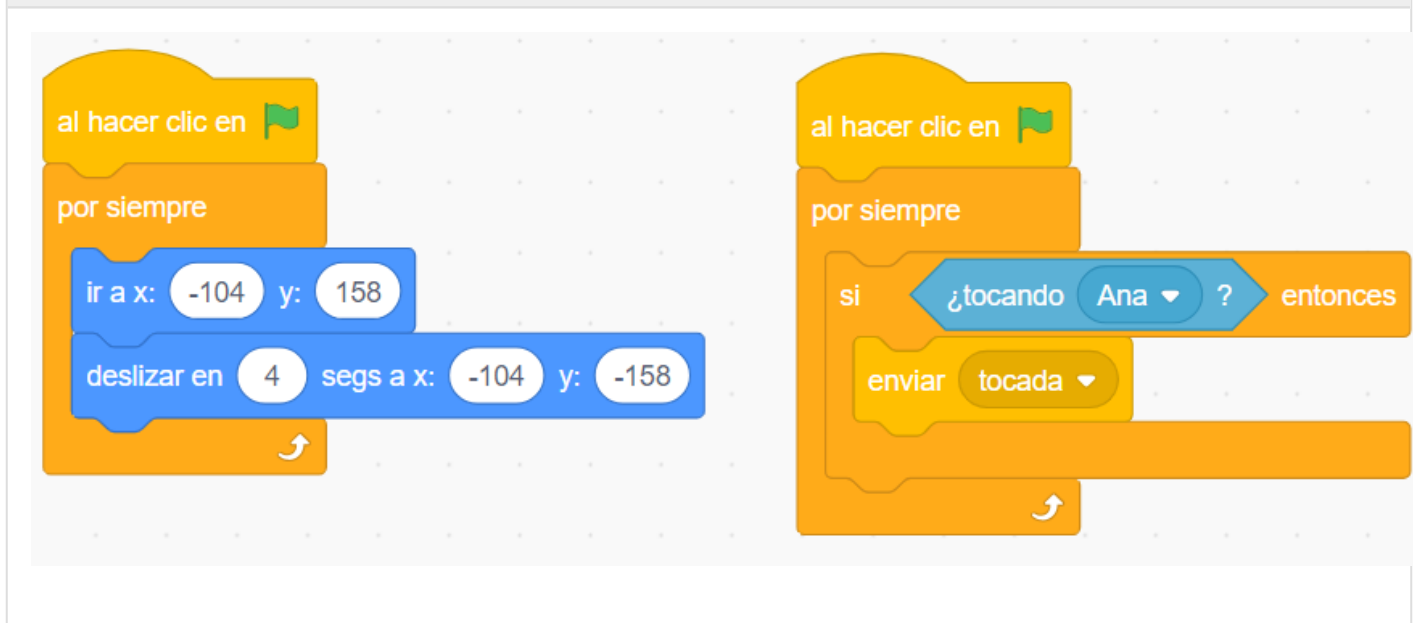 al hacer clic en
por siempre
ir a x: -104 y: 158
deslizar en 4 segs a x: -104 y: -158
al hacer clic en
por siempre
si ¿tocando Ana ? entonces
enviar tocada